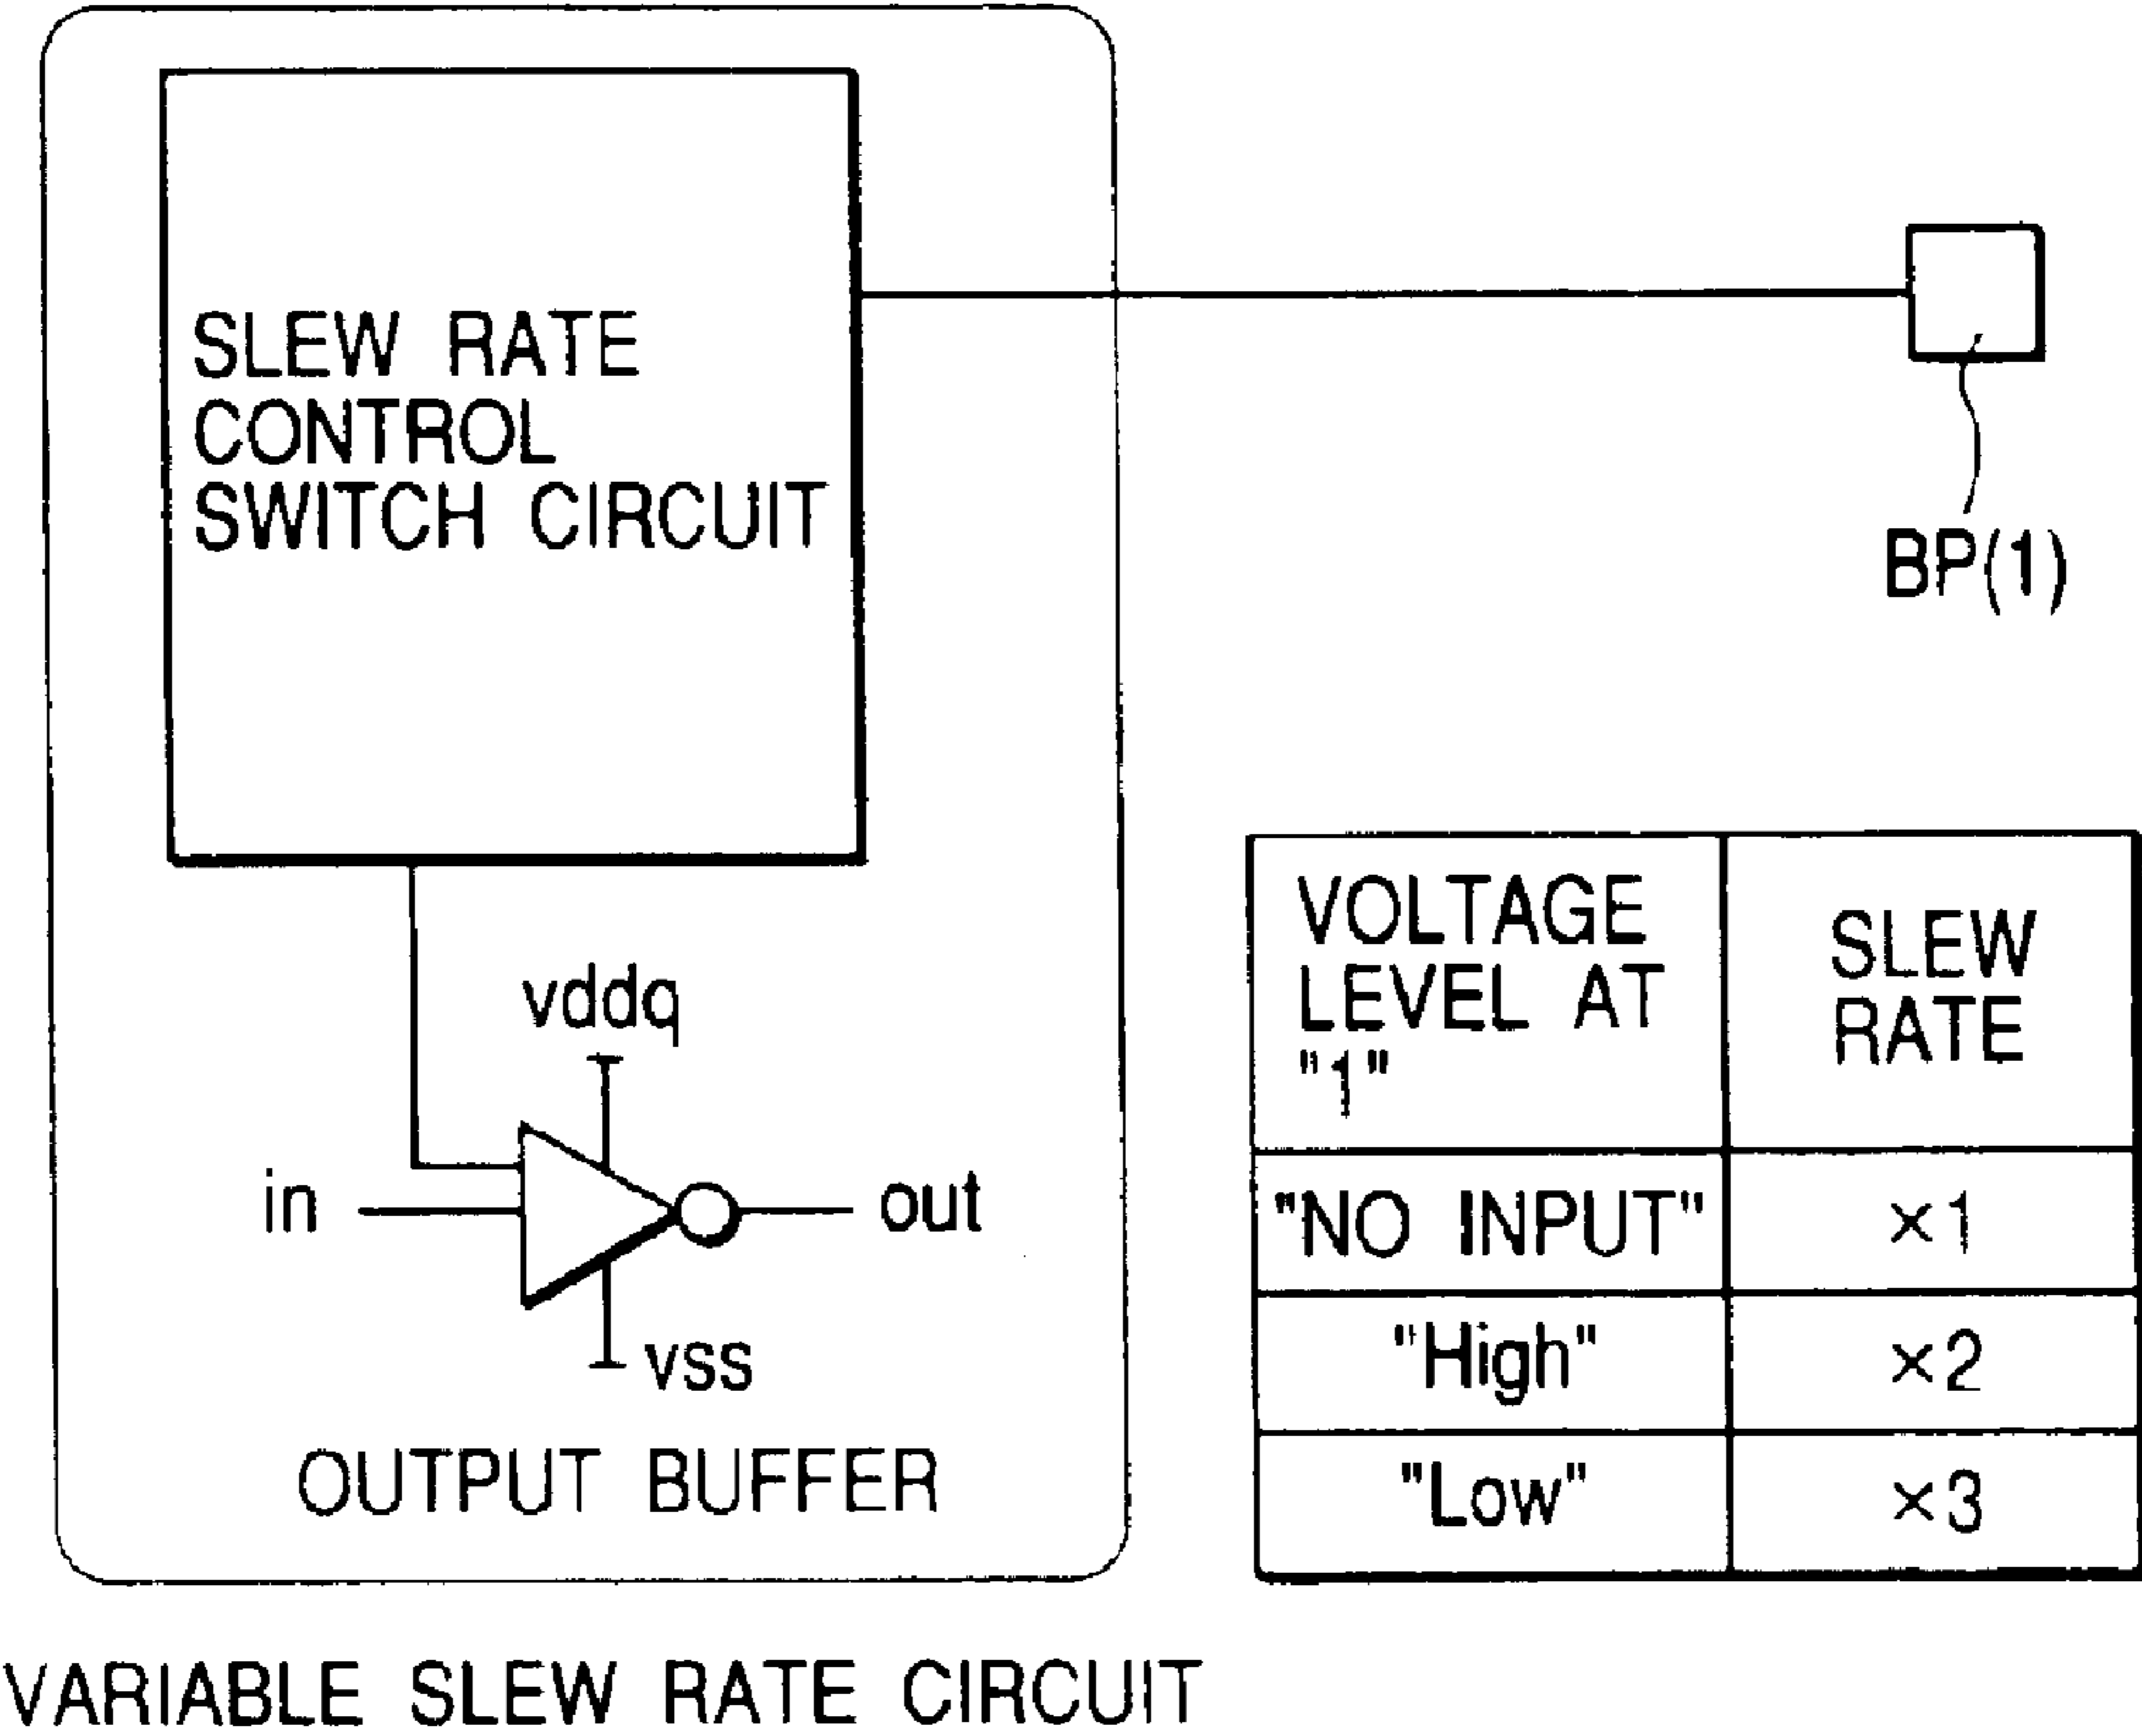 SLEW RATE
CONTROL
SWITCH CIRCUIT
BP(1)
vddq
in
out
vss
OUTPUT BUFFER
VOLTAGE
LEVEL AT
"1"
SLEW
RATE
"NO INPUT" ×1
"High" ×2
"Low" ×3
VARIABLE SLEW RATE CIRCUIT